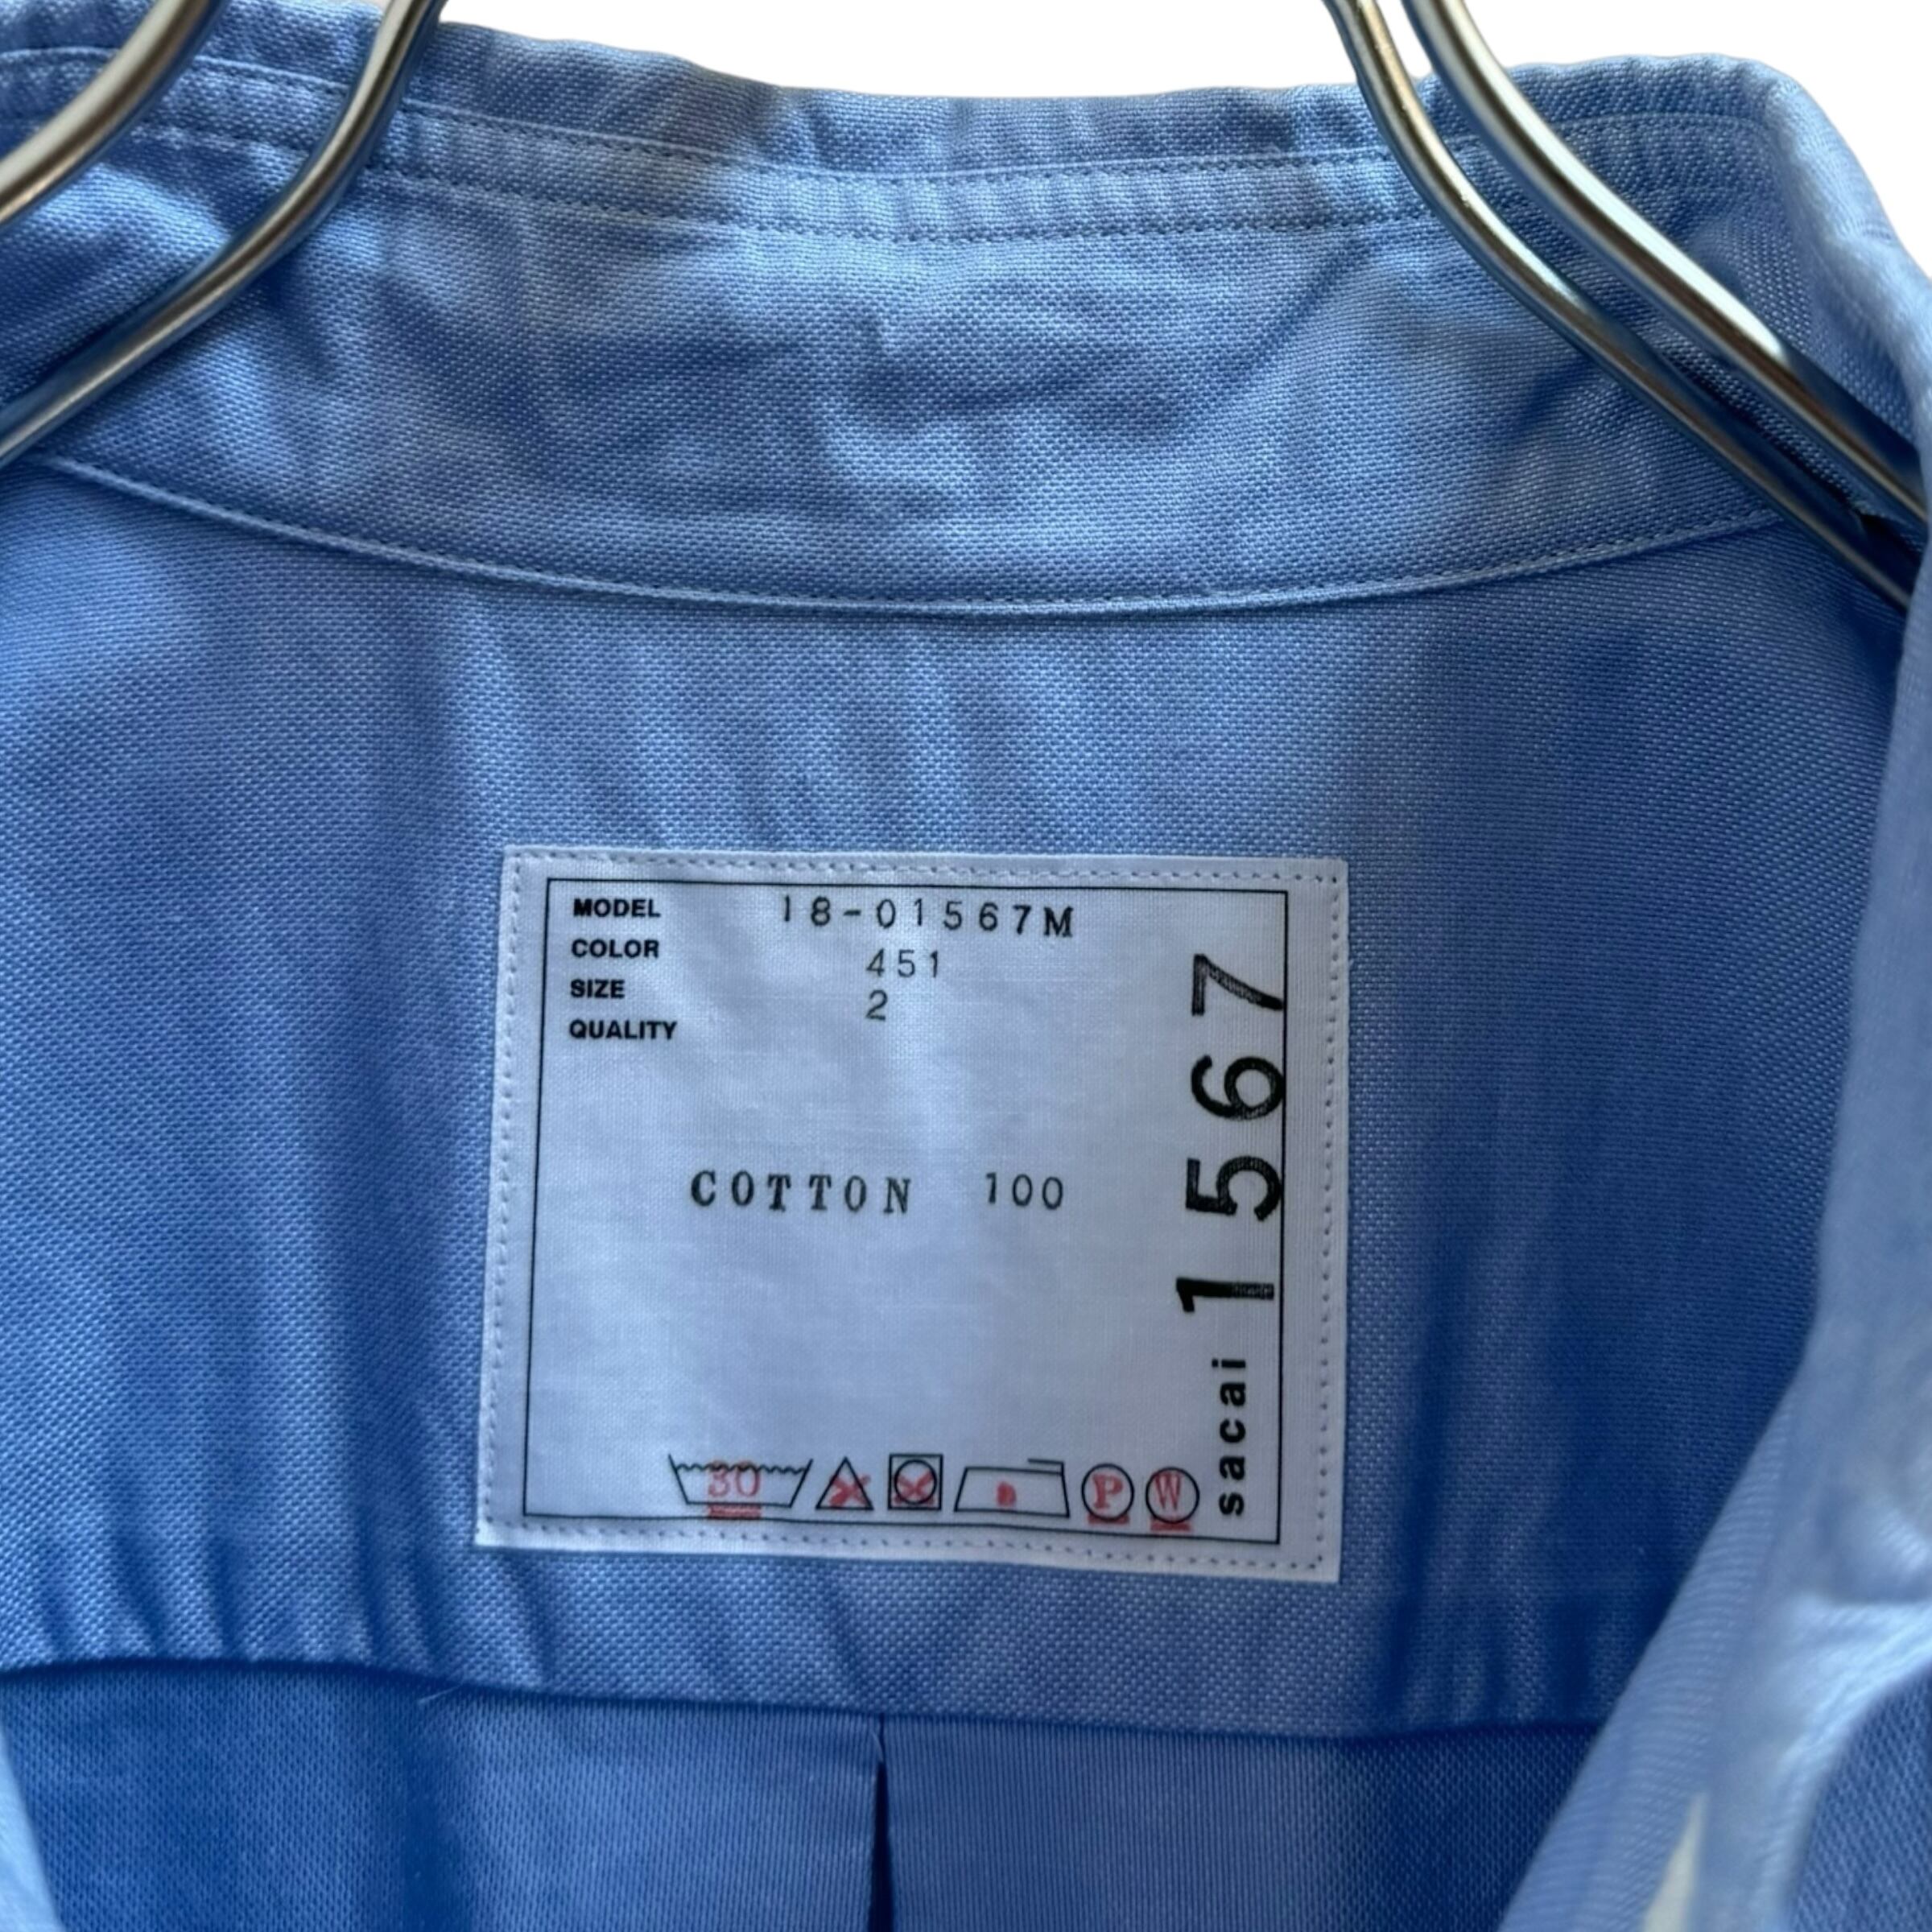 MODEL 18-01567M
COLOR 451
SIZE 2
QUALITY
COTTON 100
30 P W
sacai 1567